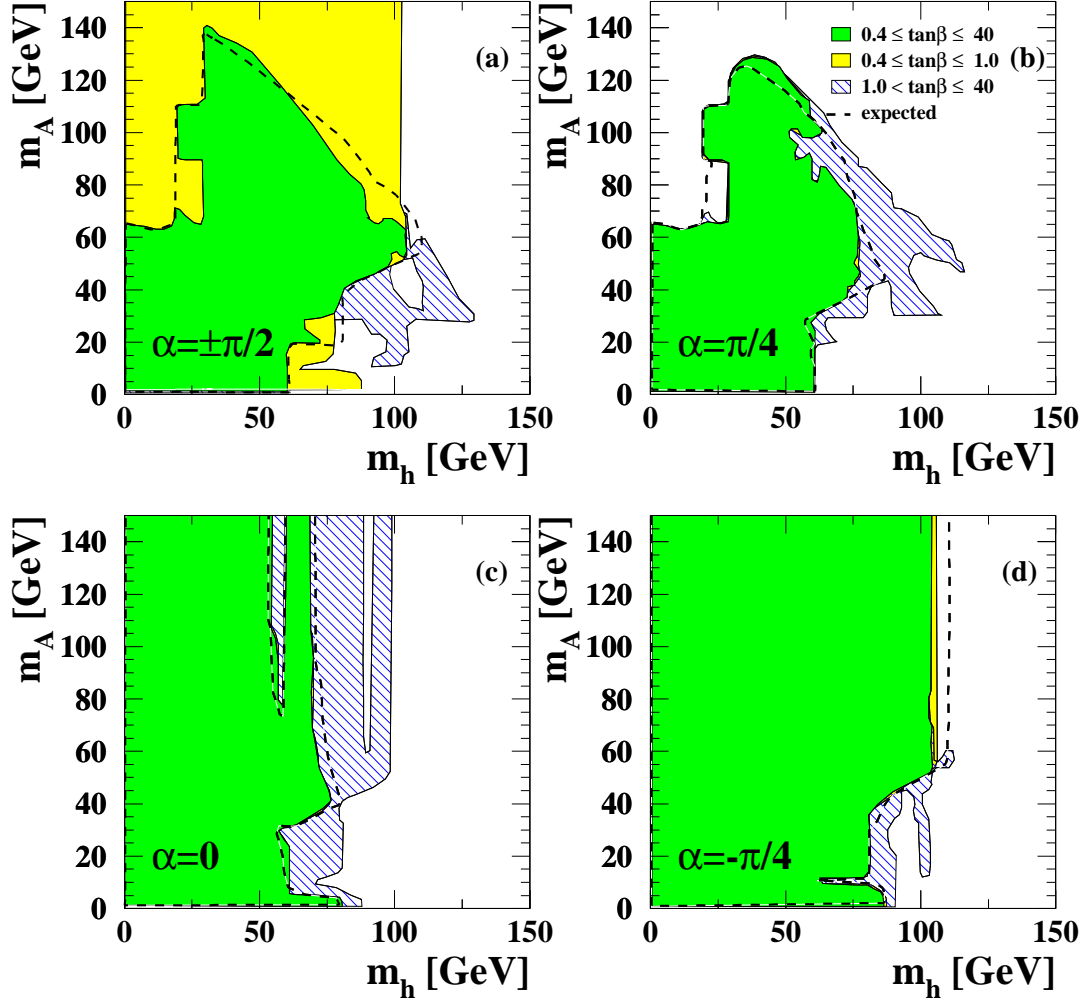 m_A [GeV]
140
120
100
80
60
40
20
0
(a)
α=±π/2
0 50 100 150
m_h [GeV]
m_A [GeV]
140
120
100
80
60
40
20
0
(b)
0.4 ≤ tanβ ≤ 40
0.4 ≤ tanβ ≤ 1.0
1.0 < tanβ ≤ 40
expected
α=π/4
0 50 100 150
m_h [GeV]
m_A [GeV]
140
120
100
80
60
40
20
0
(c)
α=0
0 50 100 150
m_h [GeV]
m_A [GeV]
140
120
100
80
60
40
20
0
(d)
α=-π/4
0 50 100 150
m_h [GeV]